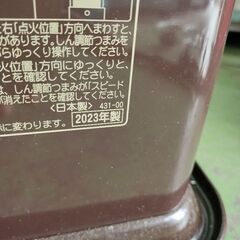 右「点火位置」方向へまわすと、
があります。しん調節つまみを
らゆっくり操作してください。
火位置」方向にゆっくりと、
ことを確認してください。
は、しん調節つまみが「スピード
が消えたことを確認してください。
〈日本製〉 431-00
2023年製
に変わります。